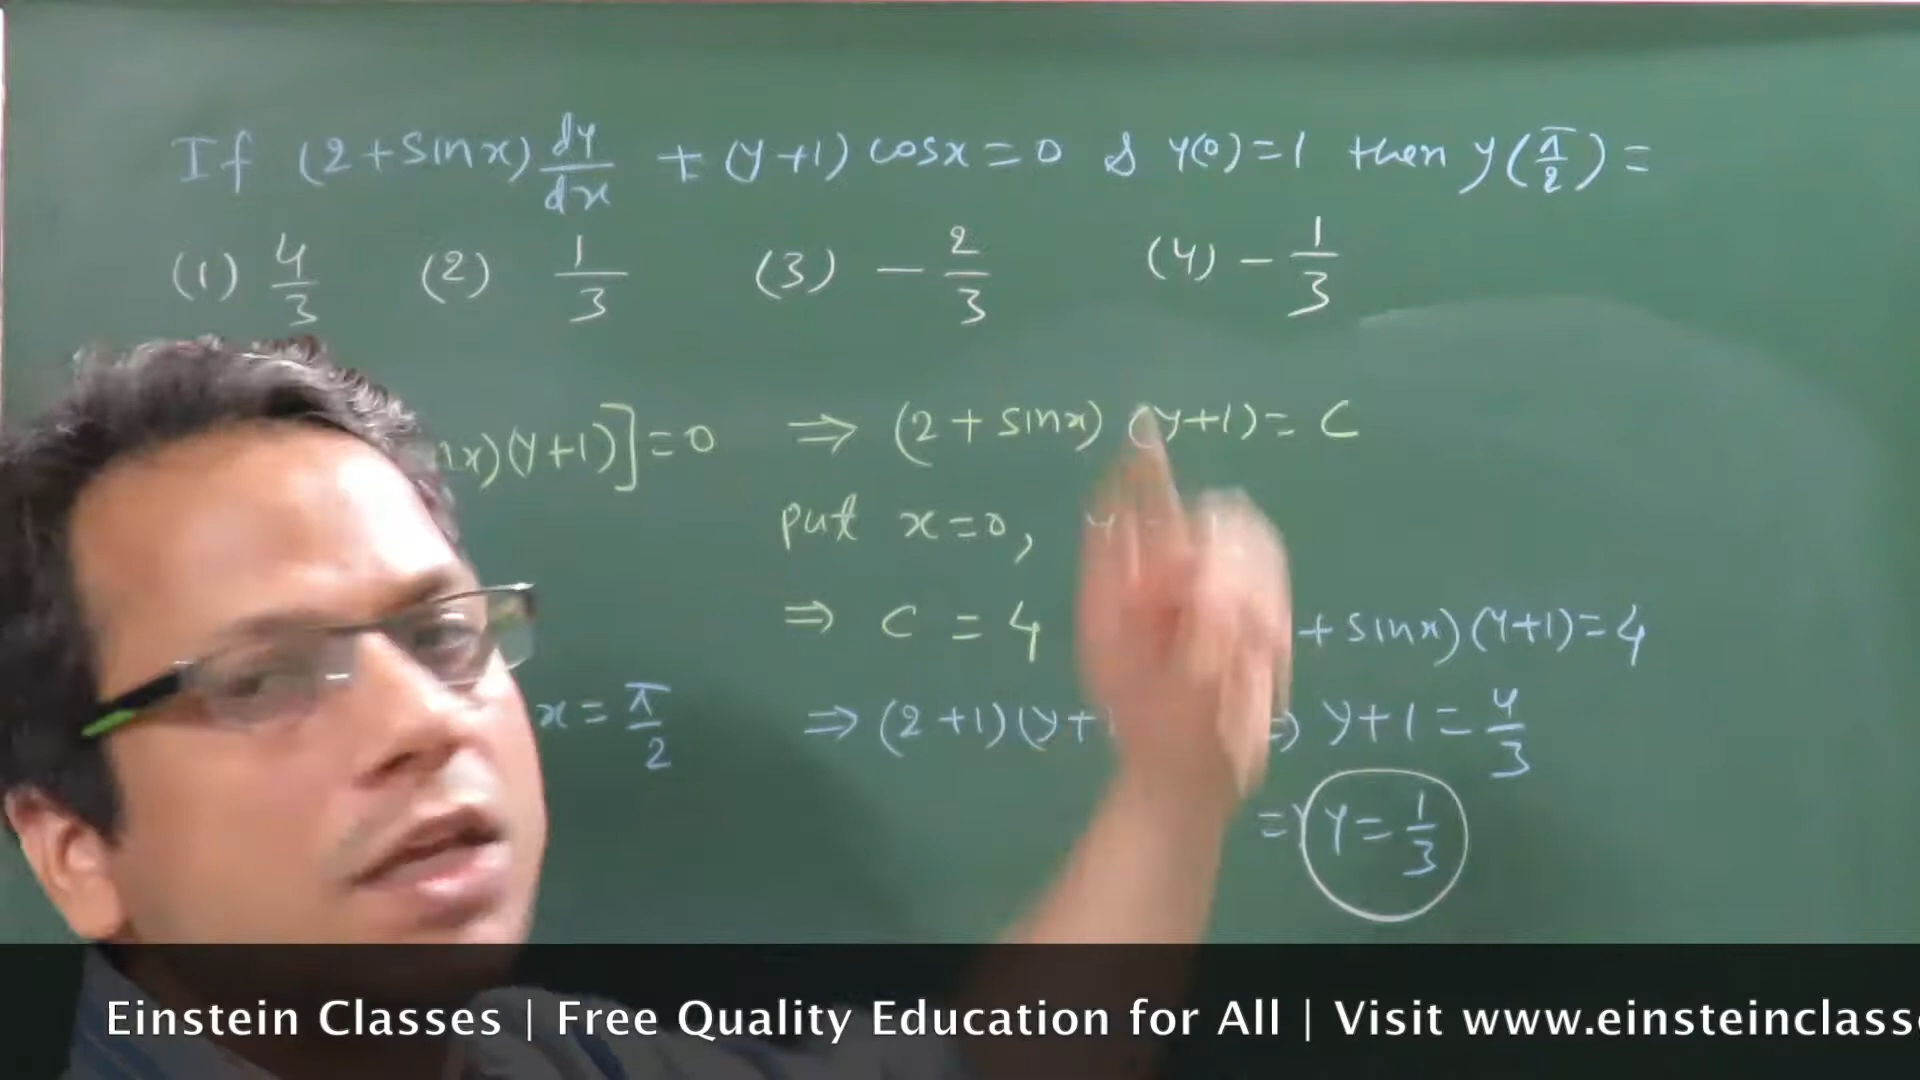 If (2+sinx) dy/dx + (y+1) cosx = 0 & y(0) = 1 then y(π/2) =
(1) 4/3 (2) 1/3 (3) -2/3 (4) -1/3
x)(y+1)] = 0 ⇒ (2+sinx) (y+1) = C
put x=0,
⇒ C = 4 + sinx)(y+1) = 4
x = π/2 ⇒ (2+1)(y+1 ⇒ y+1 = 4/3
⇒ y = 1/3
Einstein Classes | Free Quality Education for All | Visit www.einsteinclasse